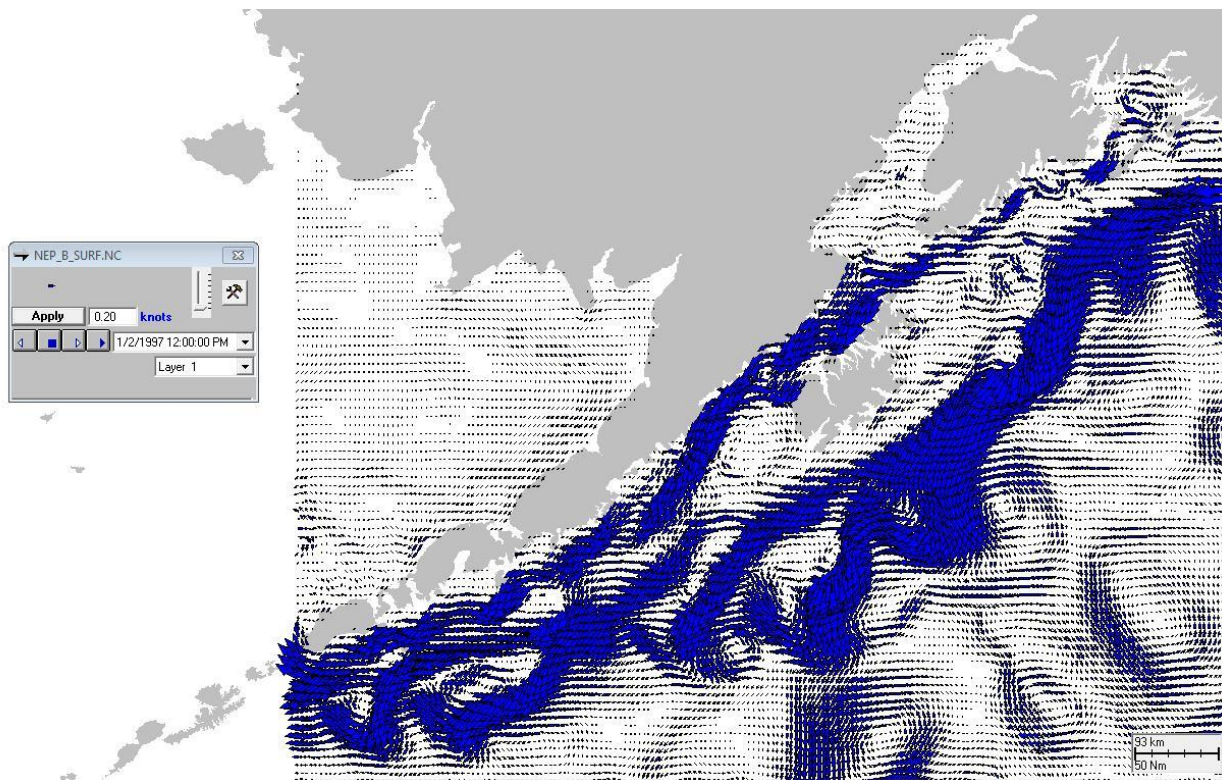 NEP_B_SURF.NC
Apply 0.20 knots
1/2/1997 12:00:00 PM
Layer 1
93 km
50 Nm